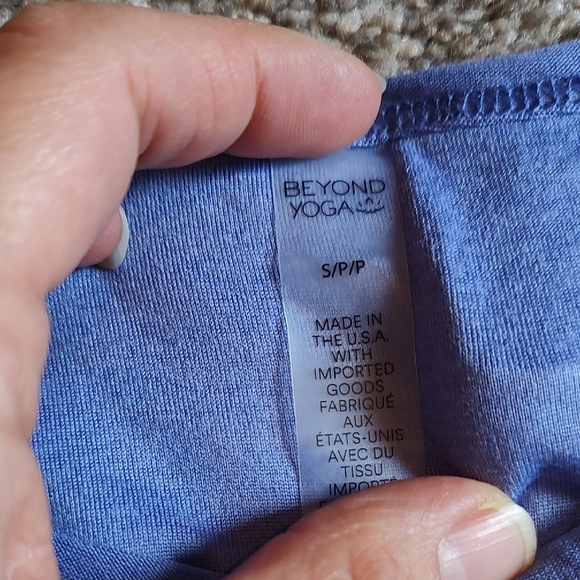 BEYOND
YOGA
S/P/P
MADE IN
THE U.S.A.
WITH
IMPORTED
GOODS
FABRIQUÉ
AUX
ÉTATS-UNIS
AVEC DU
TISSU